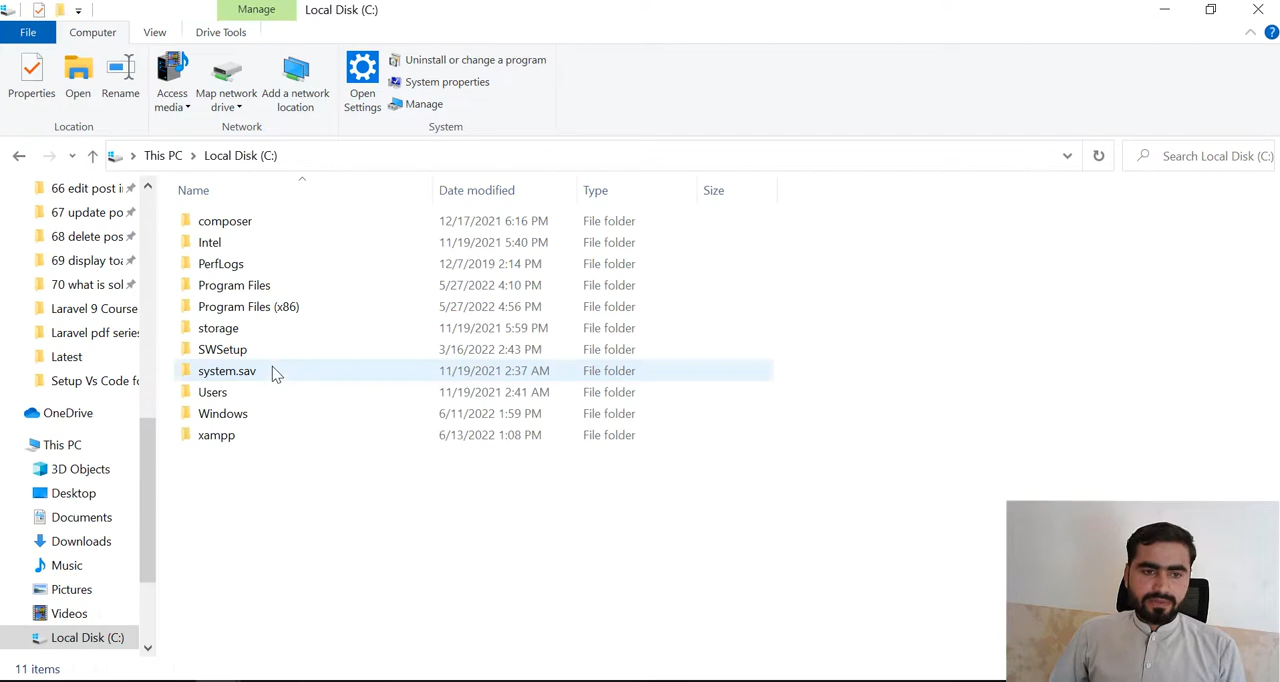 Manage
Local Disk (C:)
File
Computer
View
Drive Tools
Properties
Open
Rename
Access media
Map network drive
Add a network location
Open Settings
Uninstall or change a program
System properties
Manage
Location
Network
System
This PC
Local Disk (C:)
Search Local Disk (C:)
66 edit post i
67 update po
68 delete pos
69 display toa
70 what is sol
Laravel 9 Course
Laravel pdf series
Latest
Setup Vs Code fo
OneDrive
This PC
3D Objects
Desktop
Documents
Downloads
Music
Pictures
Videos
Local Disk (C:)
Name Date modified Type Size
composer 12/17/2021 6:16 PM File folder
Intel 11/19/2021 5:40 PM File folder
PerfLogs 12/7/2019 2:14 PM File folder
Program Files 5/27/2022 4:10 PM File folder
Program Files (x86) 5/27/2022 4:56 PM File folder
storage 11/19/2021 5:59 PM File folder
SWSetup 3/16/2022 2:43 PM File folder
system.sav 11/19/2021 2:37 AM File folder
Users 11/19/2021 2:41 AM File folder
Windows 6/11/2022 1:59 PM File folder
xampp 6/13/2022 1:08 PM File folder
11 items